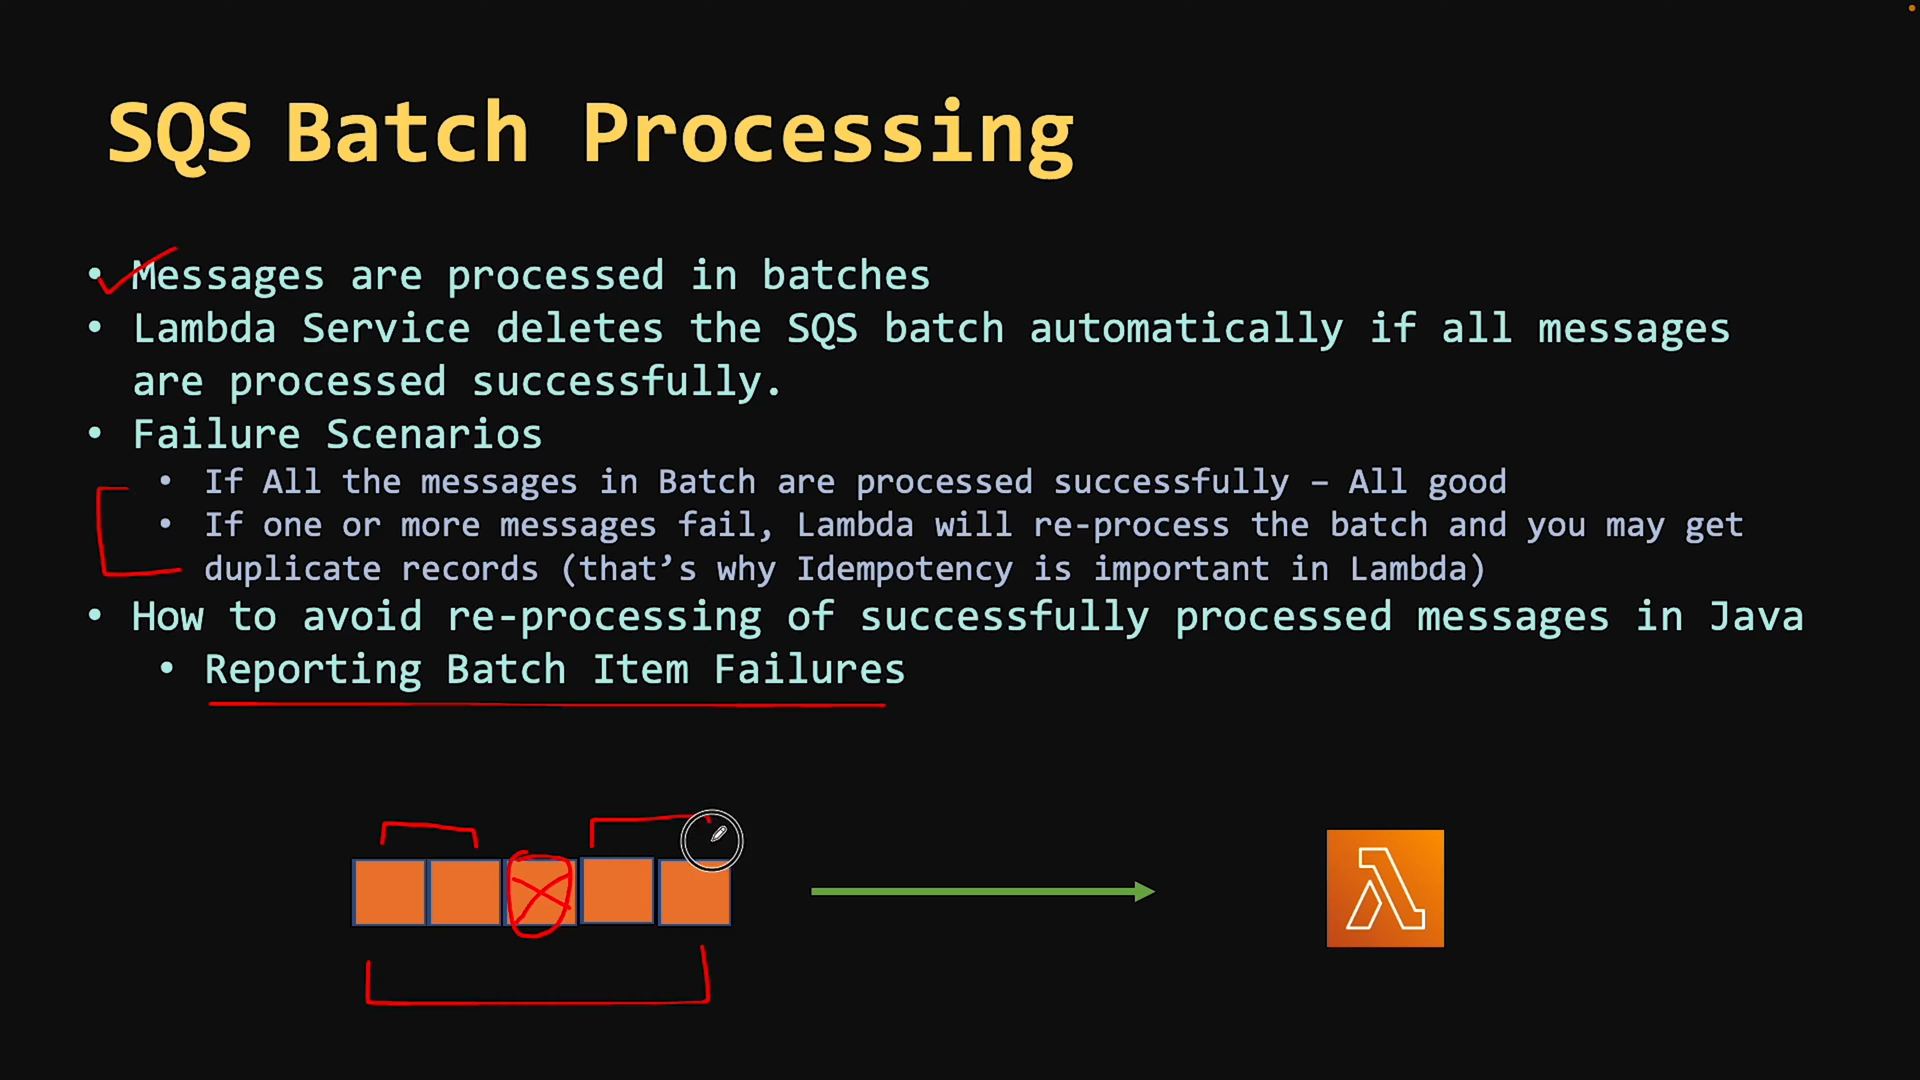 SQS Batch Processing
• Messages are processed in batches
• Lambda Service deletes the SQS batch automatically if all messages
are processed successfully.
• Failure Scenarios
• If All the messages in Batch are processed successfully – All good
• If one or more messages fail, Lambda will re-process the batch and you may get
duplicate records (that’s why Idempotency is important in Lambda)
• How to avoid re-processing of successfully processed messages in Java
• Reporting Batch Item Failures